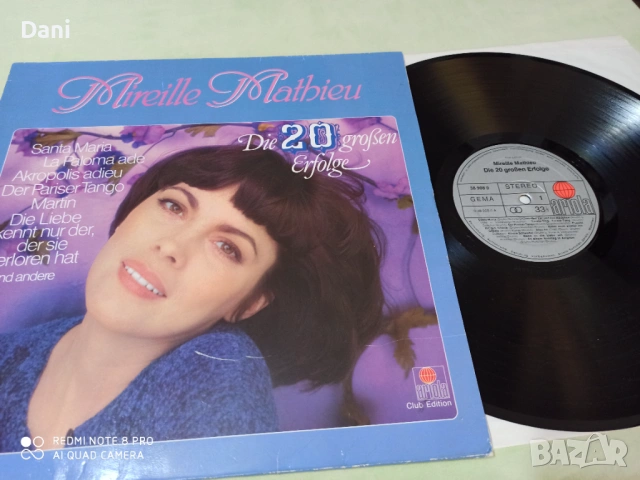 Dani
Mireille Mathieu
Die 20 großen
Erfolge
Santa Maria
La Paloma ade
Akropolis adieu
Der Pariser Tango
Martin
Die Liebe
kennt nur der,
der sie
verloren hat
und andere
ariola
Club Edition
Mireille Mathieu
Die 20 großen Erfolge
STEREO
GEMA
1
33
ariola
REDMI NOTE 8 PRO
AI QUAD CAMERA
BAZAR